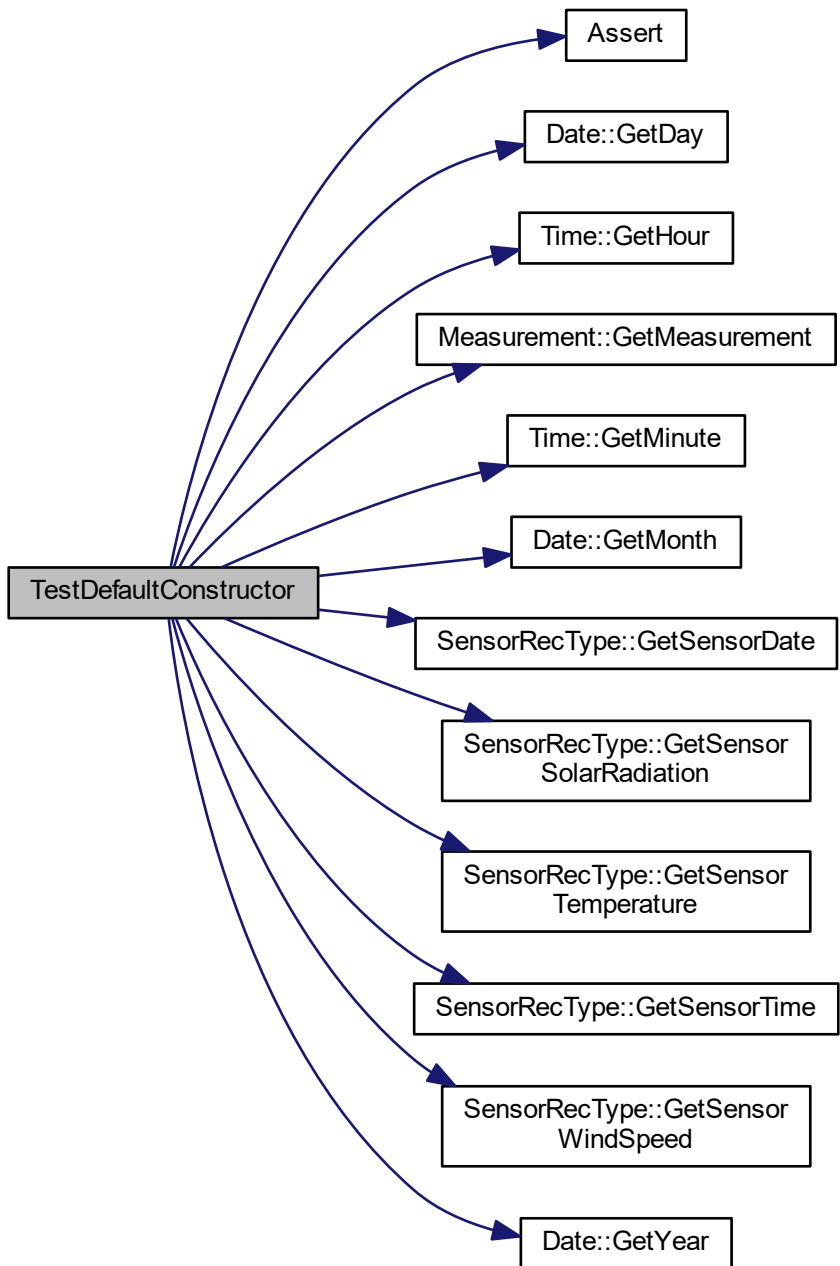 Assert
Date::GetDay
Time::GetHour
Measurement::GetMeasurement
Time::GetMinute
Date::GetMonth
TestDefaultConstructor
SensorRecType::GetSensorDate
SensorRecType::GetSensor
SolarRadiation
SensorRecType::GetSensor
Temperature
SensorRecType::GetSensorTime
SensorRecType::GetSensor
WindSpeed
Date::GetYear